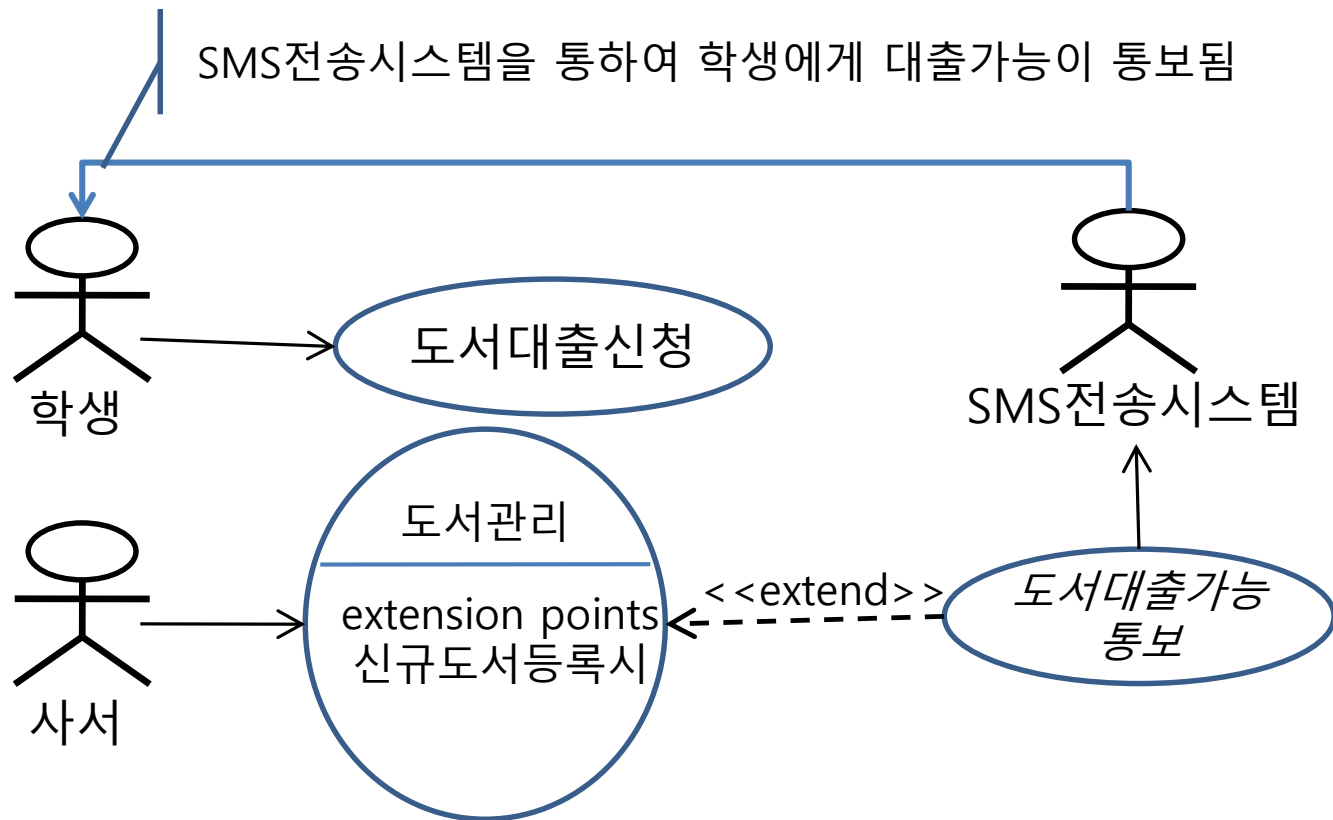 SMS전송시스템을 통하여 학생에게 대출가능이 통보됨
도서대출신청
학생
SMS전송시스템
도서관리
extension points
신규도서등록시
<<extend>>
도서대출가능
통보
사서